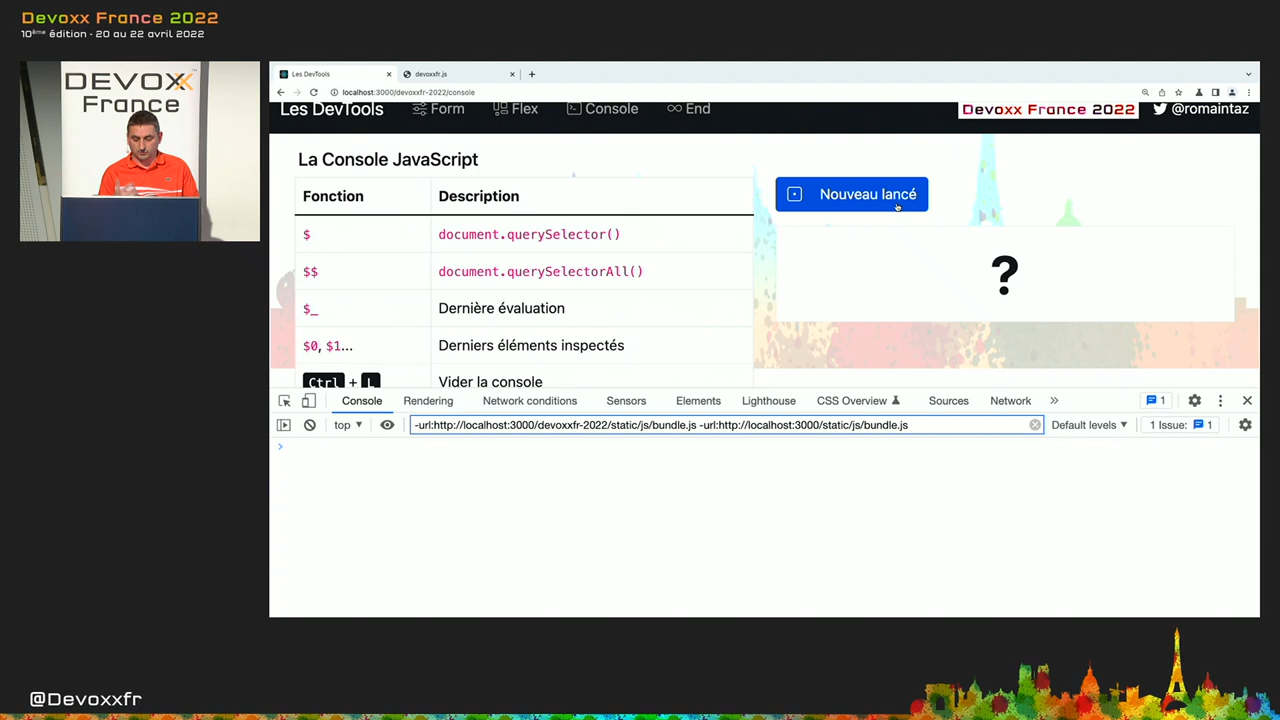 Devoxx France 2022
10ème édition - 20 au 22 avril 2022
DEVOXX
France
Les DevTools
devoxxfr.js
localhost:3000/devoxxfr-2022/console
Les DevTools Form Flex Console End Devoxx France 2022 @romaintaz
La Console JavaScript
Fonction Description
$ document.querySelector()
$$ document.querySelectorAll()
$_ Dernière évaluation
$0, $1... Derniers éléments inspectés
Ctrl + L Vider la console
Nouveau lancé
?
Console Rendering Network conditions Sensors Elements Lighthouse CSS Overview Sources Network » 1
top -url:http://localhost:3000/devoxxfr-2022/static/js/bundle.js -url:http://localhost:3000/static/js/bundle.js Default levels 1 Issue: 1
@Devoxxfr